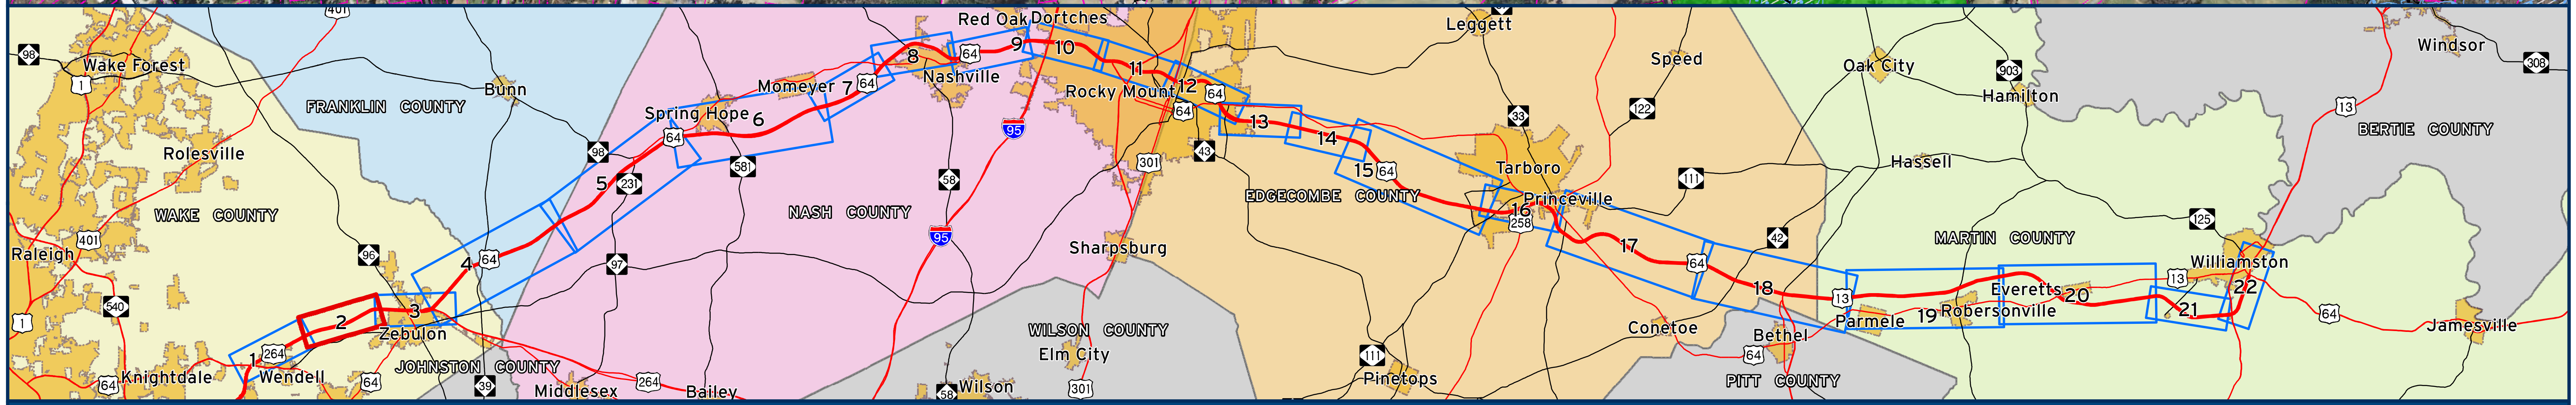 401
Red Oak
Dortches
Leggett
98
Wake Forest
1
Bunn
FRANKLIN COUNTY
Rolesville
WAKE COUNTY
401
Raleigh
540
1
64
Knightdale
1
264
Wendell
64
2
96
3
Zebulon
JOHNSTON COUNTY
39
4
64
98
5
231
97
Middlesex
264
Bailey
Spring Hope
64
6
581
Momeyer
7
64
8
64
Nashville
9
10
11
Rocky Mount
12
64
64
95
58
NASH COUNTY
95
301
43
Sharpsburg
WILSON COUNTY
Elm City
301
58
Wilson
13
14
15
64
EDGECOMBE COUNTY
33
Speed
122
Tarboro
111
Princeville
16
258
17
64
42
18
13
Conetoe
111
Pinetops
Bethel
64
PITT COUNTY
Oak City
903
Hamilton
Hassell
MARTIN COUNTY
125
Parmele
19
Robersonville
Everetts
20
13
Williamston
21
22
64
Jamesville
13
BERTIE COUNTY
Windsor
308